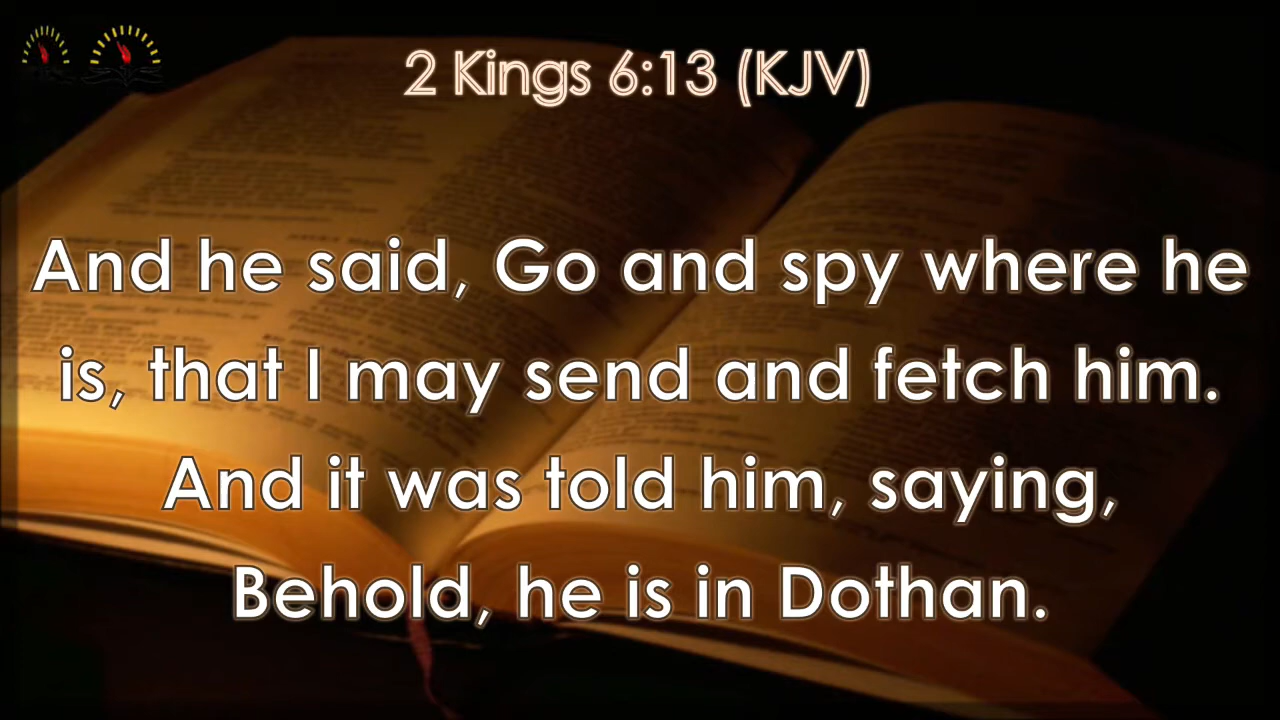 2 Kings 6:13 (KJV)
And he said, Go and spy where he
is, that I may send and fetch him.
And it was told him, saying,
Behold, he is in Dothan.